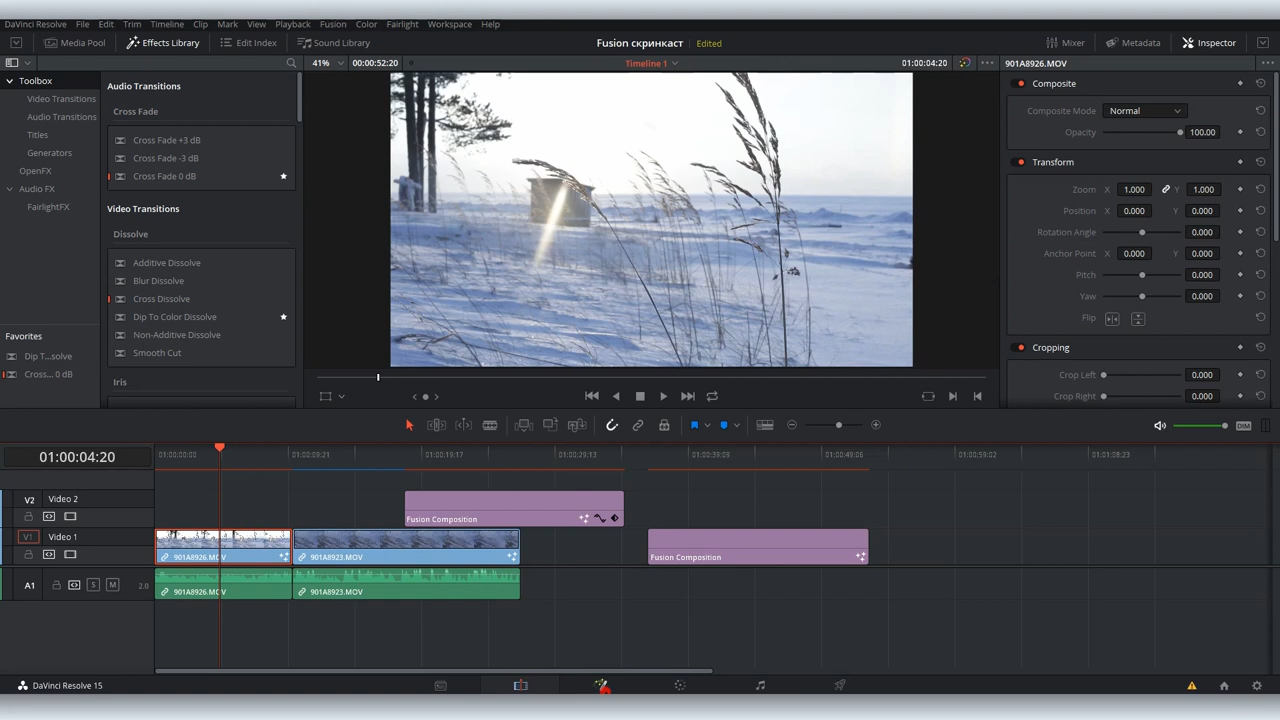 DaVinci Resolve File Edit Trim Timeline Clip Mark View Playback Fusion Color Fairlight Workspace Help
Media Pool Effects Library Edit Index Sound Library Fusion скринкаст Edited Mixer Metadata Inspector
41% 00:00:52:20 Timeline 1 01:00:04:20 901A8926.MOV
Toolbox
Video Transitions
Audio Transitions
Titles
Generators
OpenFX
Audio FX
FairlightFX
Favorites
Dip T...solve
Cross... 0 dB
Audio Transitions
Cross Fade
Cross Fade +3 dB
Cross Fade -3 dB
Cross Fade 0 dB
Video Transitions
Dissolve
Additive Dissolve
Blur Dissolve
Cross Dissolve
Dip To Color Dissolve
Non-Additive Dissolve
Smooth Cut
Iris
Composite
Composite Mode Normal
Opacity 100.00
Transform
Zoom X 1.000 Y 1.000
Position X 0.000 Y 0.000
Rotation Angle 0.000
Anchor Point X 0.000 Y 0.000
Pitch 0.000
Yaw 0.000
Flip
Cropping
Crop Left 0.000
Crop Right 0.000
DIM
01:00:04:20 01:00:00:00 01:00:09:21 01:00:19:17 01:00:29:13 01:00:39:09 01:00:49:06 01:00:59:02 01:01:08:23
V2 Video 2
Fusion Composition
V1 V1 Video 1
901A8926.MOV 901A8923.MOV Fusion Composition
A1 S M 2.0
901A8926.MOV 901A8923.MOV
DaVinci Resolve 15